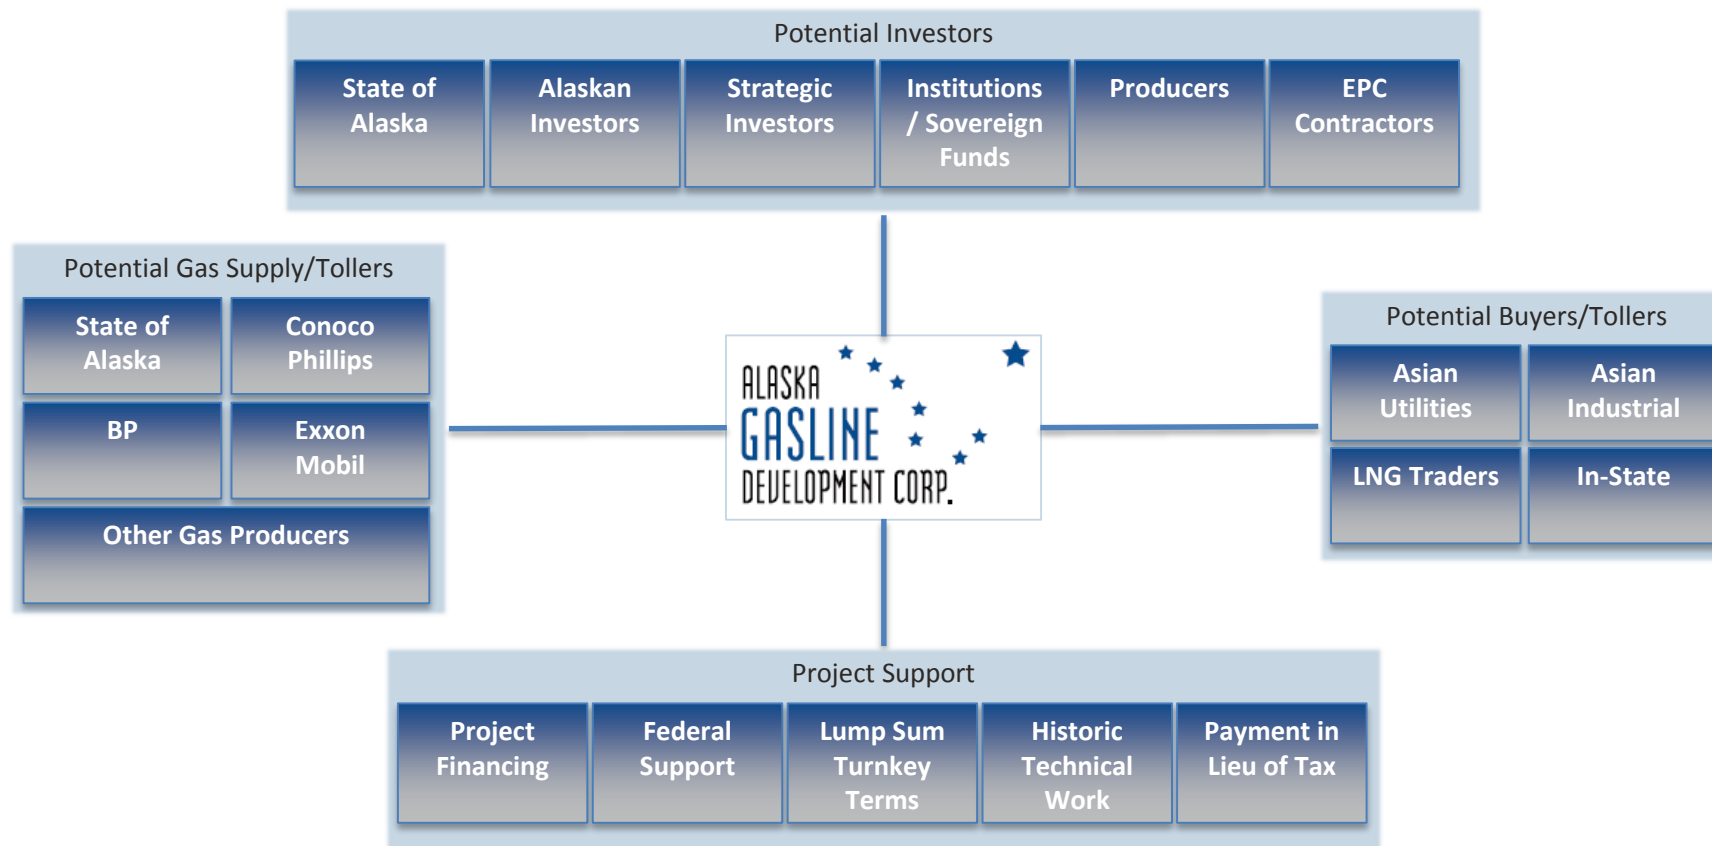 Potential Investors
State of
Alaska
Alaskan
Investors
Strategic
Investors
Institutions
/ Sovereign
Funds
Producers
EPC
Contractors
Potential Gas Supply/Tollers
State of
Alaska
Conoco
Phillips
BP
Exxon
Mobil
Other Gas Producers
ALASKA
GASLINE
DEVELOPMENT CORP.
Potential Buyers/Tollers
Asian
Utilities
Asian
Industrial
LNG Traders
In-State
Project Support
Project
Financing
Federal
Support
Lump Sum
Turnkey
Terms
Historic
Technical
Work
Payment in
Lieu of Tax